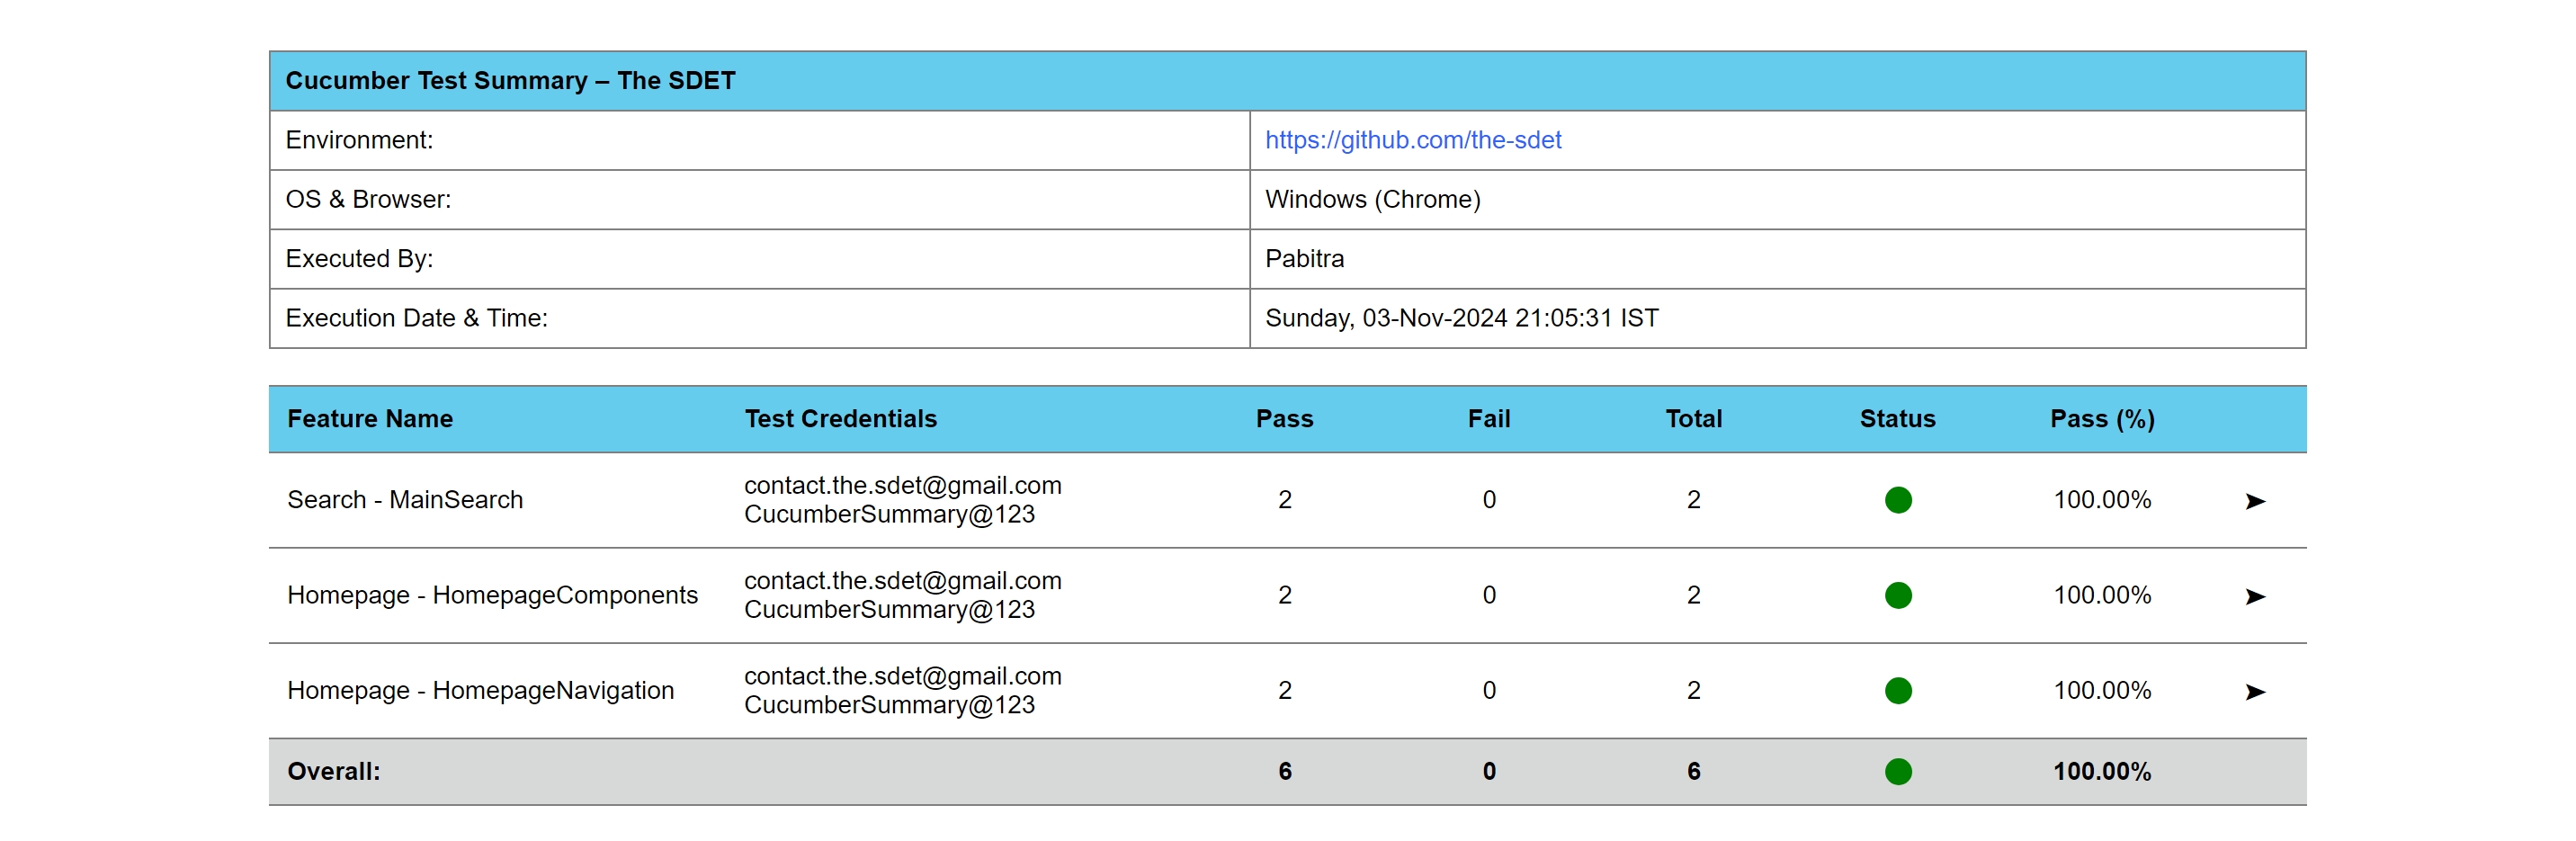 Cucumber Test Summary – The SDET
Environment: https://github.com/the-sdet
OS & Browser: Windows (Chrome)
Executed By: Pabitra
Execution Date & Time: Sunday, 03-Nov-2024 21:05:31 IST
Feature Name Test Credentials Pass Fail Total Status Pass (%)
Search - MainSearch contact.the.sdet@gmail.com 2 0 2 100.00% ➤
CucumberSummary@123
Homepage - HomepageComponents contact.the.sdet@gmail.com 2 0 2 100.00% ➤
CucumberSummary@123
Homepage - HomepageNavigation contact.the.sdet@gmail.com 2 0 2 100.00% ➤
CucumberSummary@123
Overall: 6 0 6 100.00%